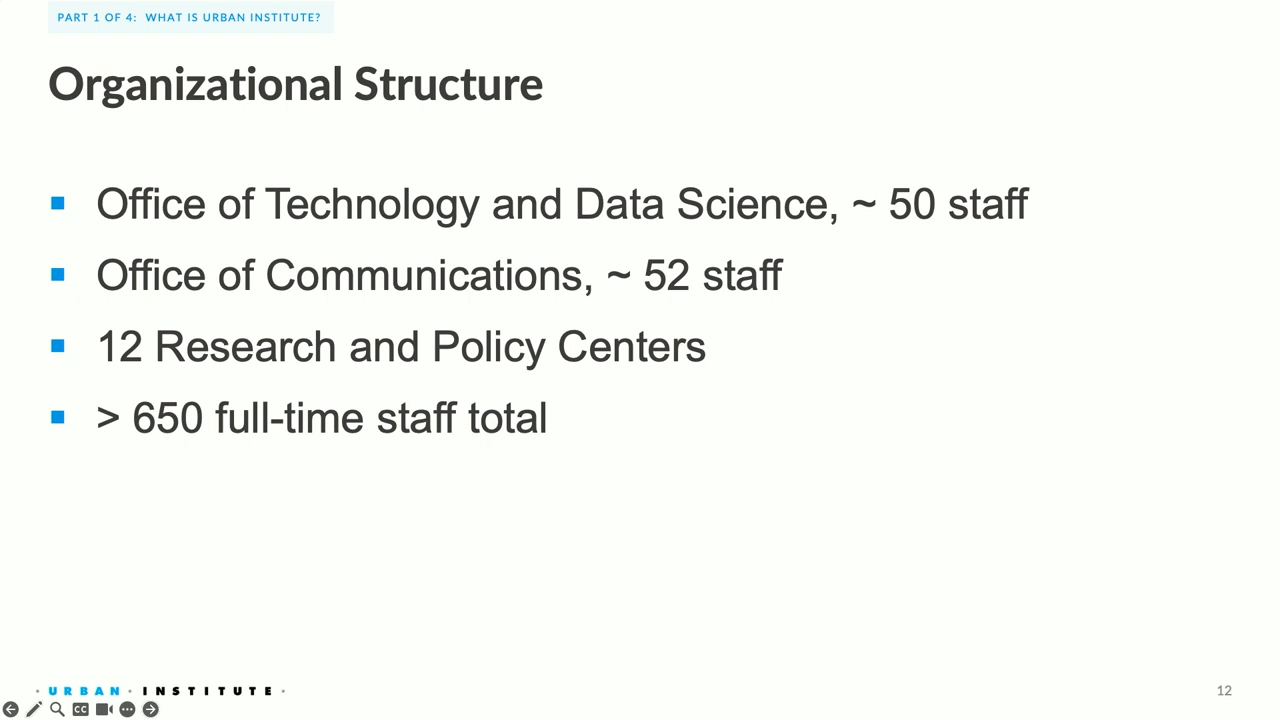 PART 1 OF 4: WHAT IS URBAN INSTITUTE?
Organizational Structure
Office of Technology and Data Science, ~ 50 staff
Office of Communications, ~ 52 staff
12 Research and Policy Centers
> 650 full-time staff total
· URBAN · INSTITUTE ·
12
CC